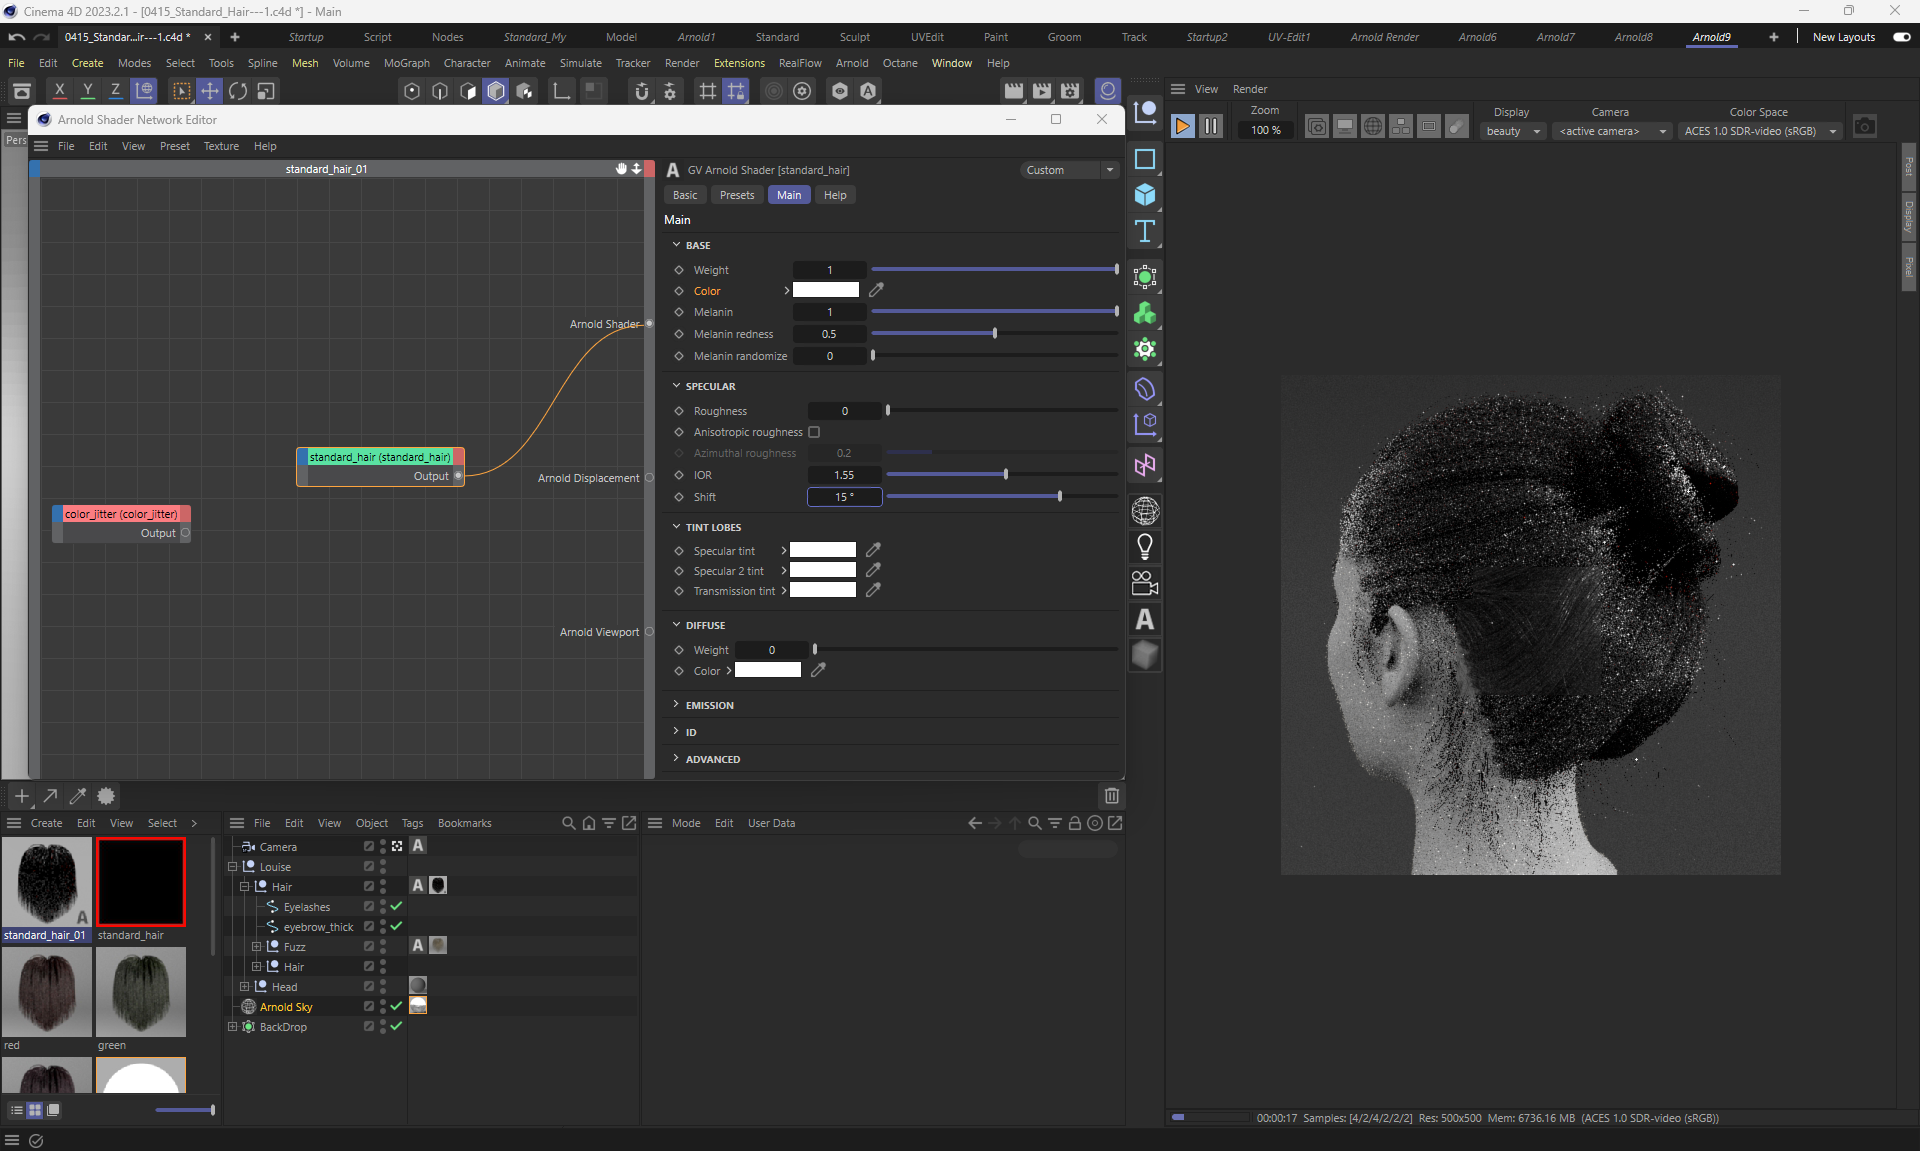 Cinema 4D 2023.2.1 - [0415_Standard_Hair---1.c4d *] - Main
0415_Standar...ir---1.c4d * × + Startup Script Nodes Standard_My Model Arnold1 Standard Sculpt UVEdit Paint Groom Track Startup2 UV-Edit1 Arnold Render Arnold6 Arnold7 Arnold8 Arnold9 + New Layouts
File Edit Create Modes Select Tools Spline Mesh Volume MoGraph Character Animate Simulate Tracker Render Extensions RealFlow Arnold Octane Window Help
X Y Z
View Render
Pers
Arnold Shader Network Editor
Zoom
100 %
Display
beauty
Camera
<active camera>
Color Space
ACES 1.0 SDR-video (sRGB)
File Edit View Preset Texture Help
standard_hair_01
A GV Arnold Shader [standard_hair]
Custom
Basic Presets Main Help
Main
BASE
Weight 1
Color
Melanin 1
Melanin redness 0.5
Melanin randomize 0
SPECULAR
Roughness 0
Anisotropic roughness
Azimuthal roughness 0.2
IOR 1.55
Shift 15 °
TINT LOBES
Specular tint
Specular 2 tint
Transmission tint
DIFFUSE
Weight 0
Color
EMISSION
ID
ADVANCED
Arnold Shader
standard_hair (standard_hair)
Output
Arnold Displacement
color_jitter (color_jitter)
Output
Arnold Viewport
Post
Display
Pixel
Create Edit View Select
standard_hair_01
standard_hair
red
green
File Edit View Object Tags Bookmarks
Camera
Louise
Hair
Eyelashes
eyebrow_thick
Fuzz
Hair
Head
Arnold Sky
BackDrop
Mode Edit User Data
00:00:17 Samples: [4/2/4/2/2/2] Res: 500x500 Mem: 6736.16 MB (ACES 1.0 SDR-video (sRGB))